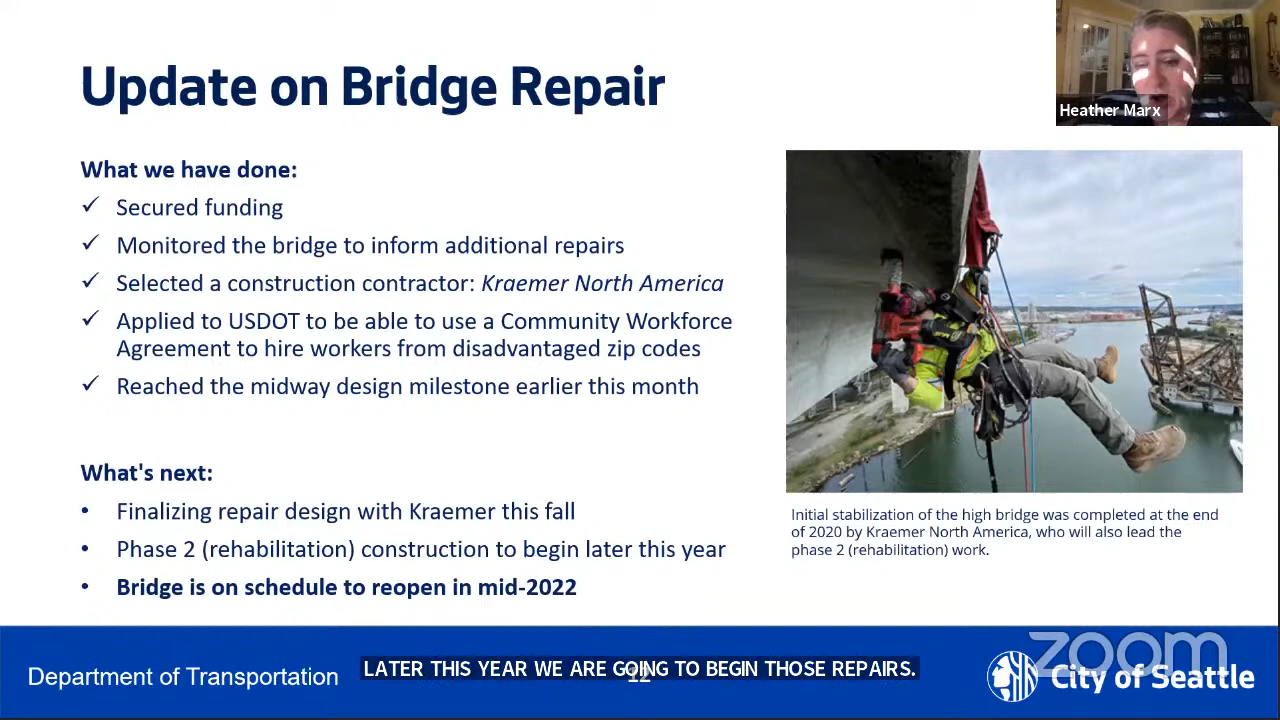 Update on Bridge Repair
Heather Marx
What we have done:
✓ Secured funding
✓ Monitored the bridge to inform additional repairs
✓ Selected a construction contractor: Kraemer North America
✓ Applied to USDOT to be able to use a Community Workforce
Agreement to hire workers from disadvantaged zip codes
✓ Reached the midway design milestone earlier this month
What's next:
• Finalizing repair design with Kraemer this fall
• Phase 2 (rehabilitation) construction to begin later this year
• Bridge is on schedule to reopen in mid-2022
Initial stabilization of the high bridge was completed at the end
of 2020 by Kraemer North America, who will also lead the
phase 2 (rehabilitation) work.
Department of Transportation
LATER THIS YEAR WE ARE GOING TO BEGIN THOSE REPAIRS.
12
zoom
City of Seattle